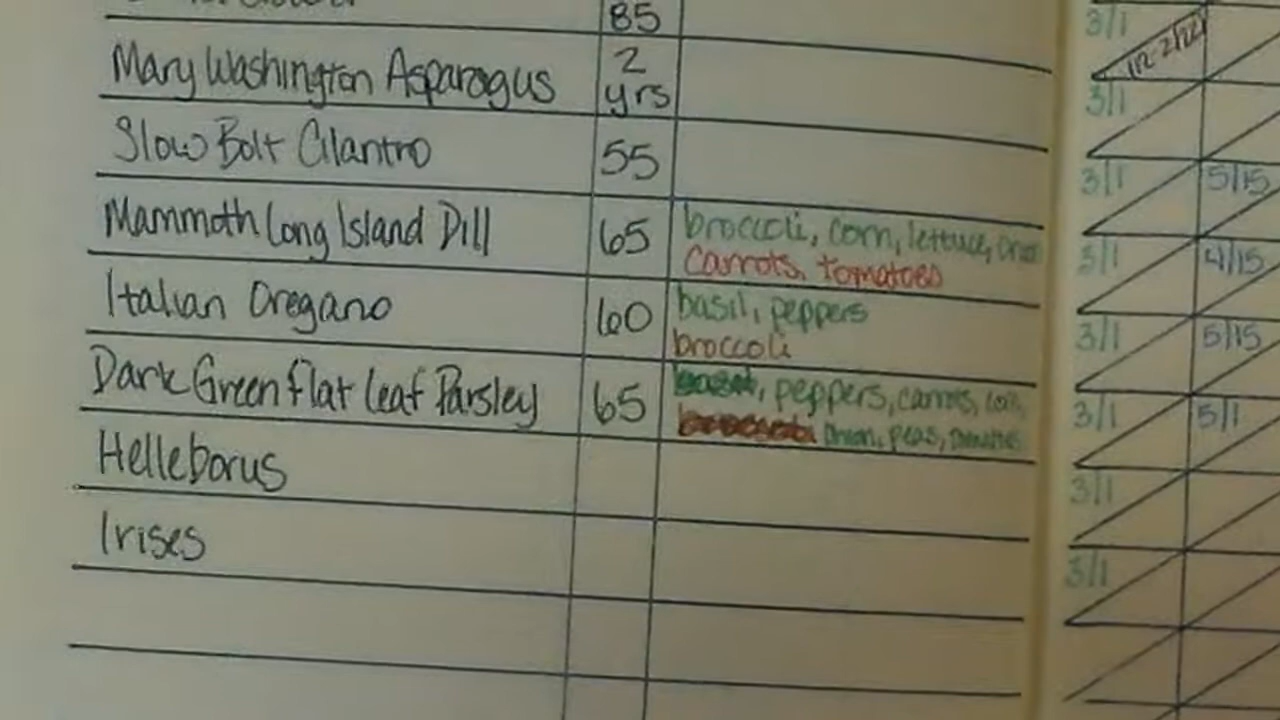 85
3/1
Mary Washington Asparagus 2 yrs
3/1
Slow Bolt Cilantro 55
3/1 5/15
Mammoth Long Island Dill 65 broccoli, corn, lettuce,
carrots, tomatoes
3/1 4/15
Italian Oregano 60 basil, peppers
broccoli
3/1 5/15
Dark Green flat leaf Parsley 65 peppers, carrots,
onion, peas,
3/1 5/1
Helleborus
3/1
Irises
3/1